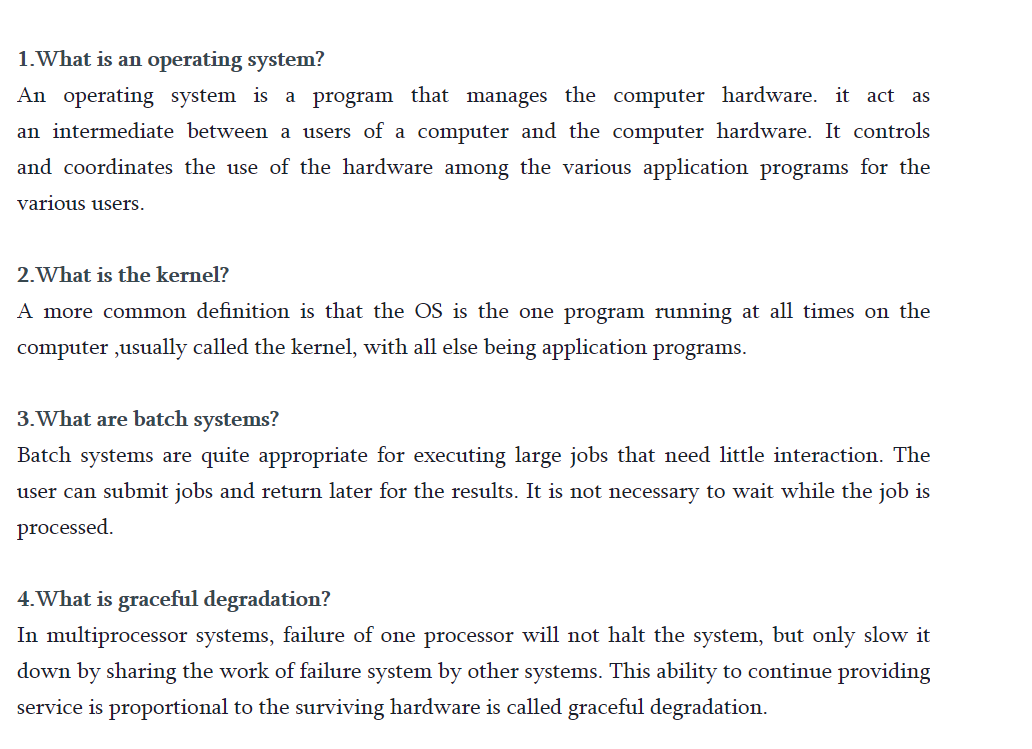 1.What is an operating system?
An operating system is a program that manages the computer hardware. it act as
an intermediate between a users of a computer and the computer hardware. It controls
and coordinates the use of the hardware among the various application programs for the
various users.
2.What is the kernel?
A more common definition is that the OS is the one program running at all times on the
computer ,usually called the kernel, with all else being application programs.
3.What are batch systems?
Batch systems are quite appropriate for executing large jobs that need little interaction. The
user can submit jobs and return later for the results. It is not necessary to wait while the job is
processed.
4.What is graceful degradation?
In multiprocessor systems, failure of one processor will not halt the system, but only slow it
down by sharing the work of failure system by other systems. This ability to continue providing
service is proportional to the surviving hardware is called graceful degradation.